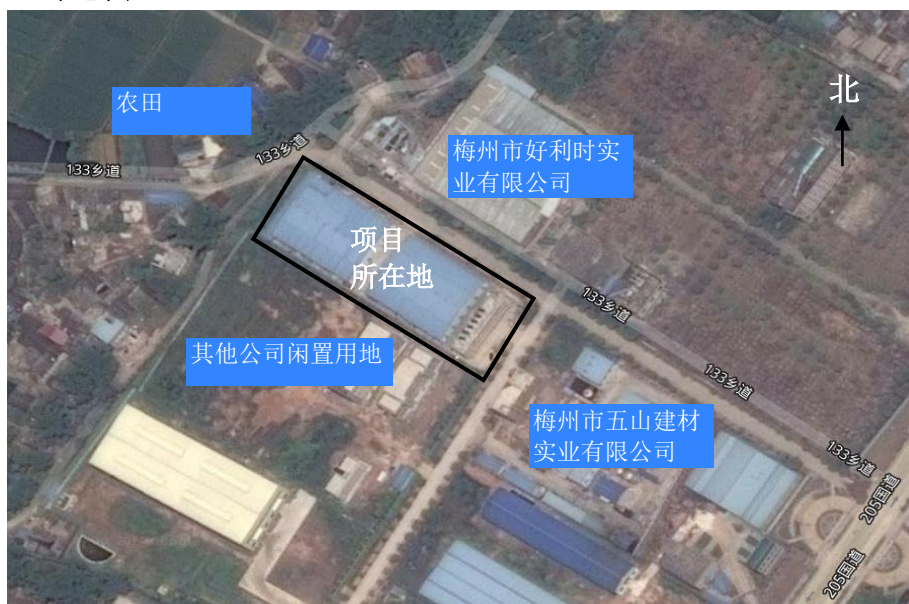 农田
北
133乡道
梅州市好利时实
业有限公司
133乡道
项目
所在地
133乡道
其他公司闲置用地
133乡道
梅州市五山建材
实业有限公司
133乡道
205国道
205国道